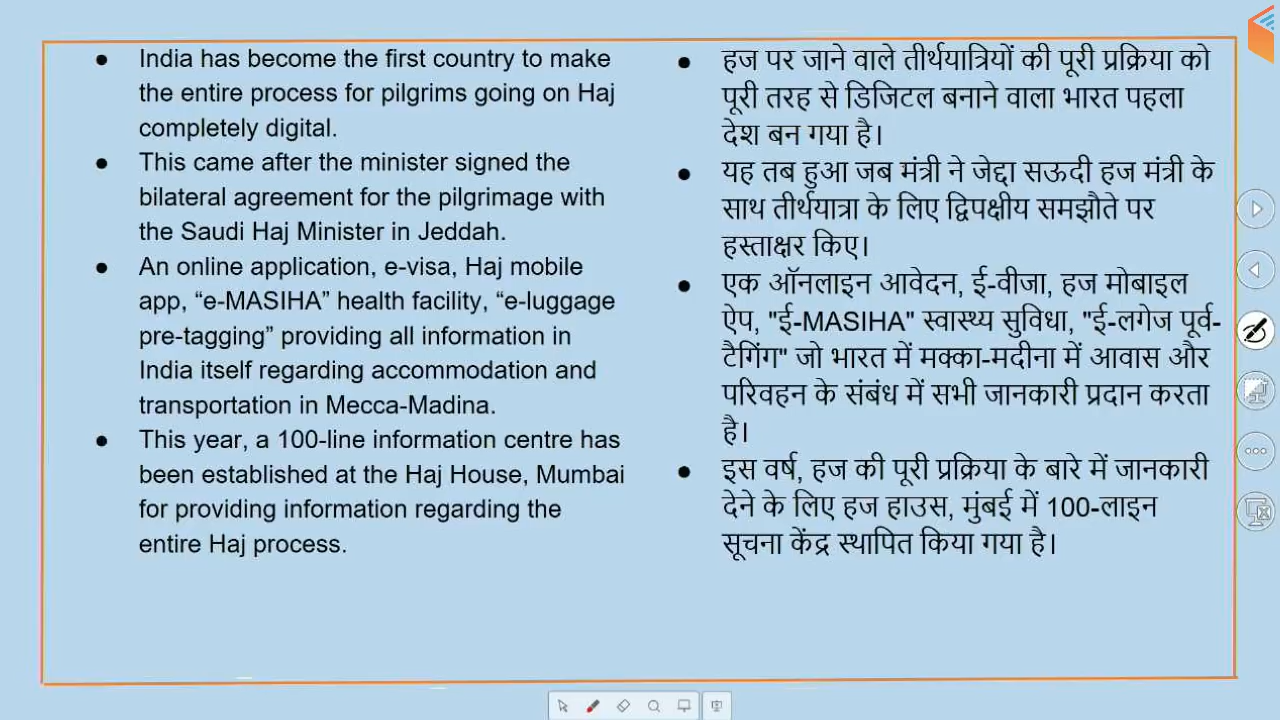 India has become the first country to make
the entire process for pilgrims going on Haj
completely digital.
This came after the minister signed the
bilateral agreement for the pilgrimage with
the Saudi Haj Minister in Jeddah.
An online application, e-visa, Haj mobile
app, “e-MASIHA” health facility, “e-luggage
pre-tagging” providing all information in
India itself regarding accommodation and
transportation in Mecca-Madina.
This year, a 100-line information centre has
been established at the Haj House, Mumbai
for providing information regarding the
entire Haj process.
हज पर जाने वाले तीर्थयात्रियों की पूरी प्रक्रिया को
पूरी तरह से डिजिटल बनाने वाला भारत पहला
देश बन गया है।
यह तब हुआ जब मंत्री ने जेद्दा सऊदी हज मंत्री के
साथ तीर्थयात्रा के लिए द्विपक्षीय समझौते पर
हस्ताक्षर किए।
एक ऑनलाइन आवेदन, ई-वीजा, हज मोबाइल
ऐप, "ई-MASIHA" स्वास्थ्य सुविधा, "ई-लगेज पूर्व-
टैगिंग" जो भारत में मक्का-मदीना में आवास और
परिवहन के संबंध में सभी जानकारी प्रदान करता
है।
इस वर्ष, हज की पूरी प्रक्रिया के बारे में जानकारी
देने के लिए हज हाउस, मुंबई में 100-लाइन
सूचना केंद्र स्थापित किया गया है।